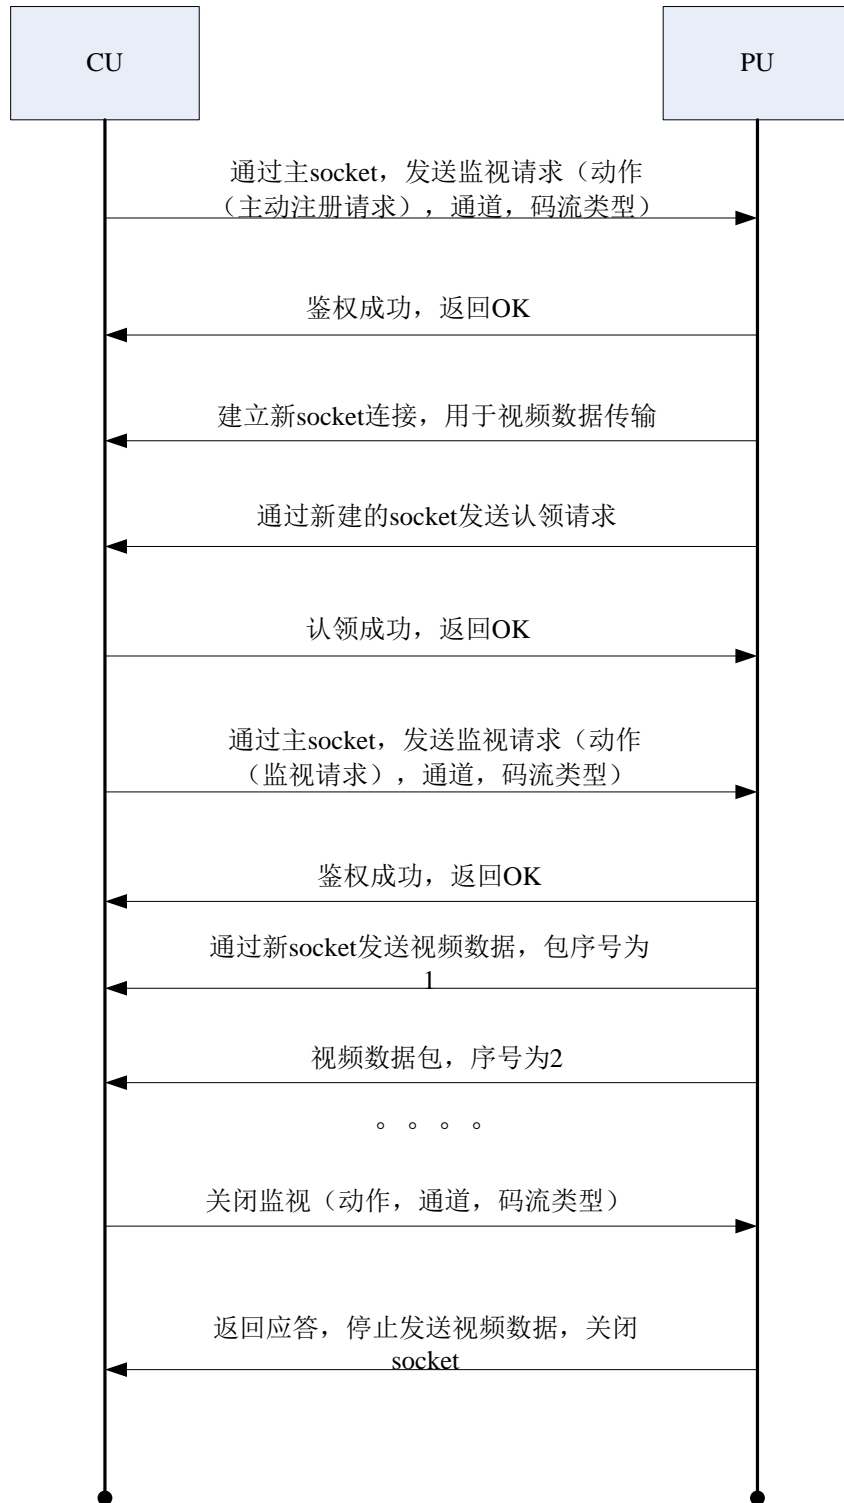 CU
PU
通过主socket，发送监视请求（动作
（主动注册请求），通道，码流类型）
鉴权成功，返回OK
建立新socket连接，用于视频数据传输
通过新建的socket发送认领请求
认领成功，返回OK
通过主socket，发送监视请求（动作
（监视请求），通道，码流类型）
鉴权成功，返回OK
通过新socket发送视频数据，包序号为
1
视频数据包，序号为2
。。。。
关闭监视（动作，通道，码流类型）
返回应答，停止发送视频数据，关闭
socket